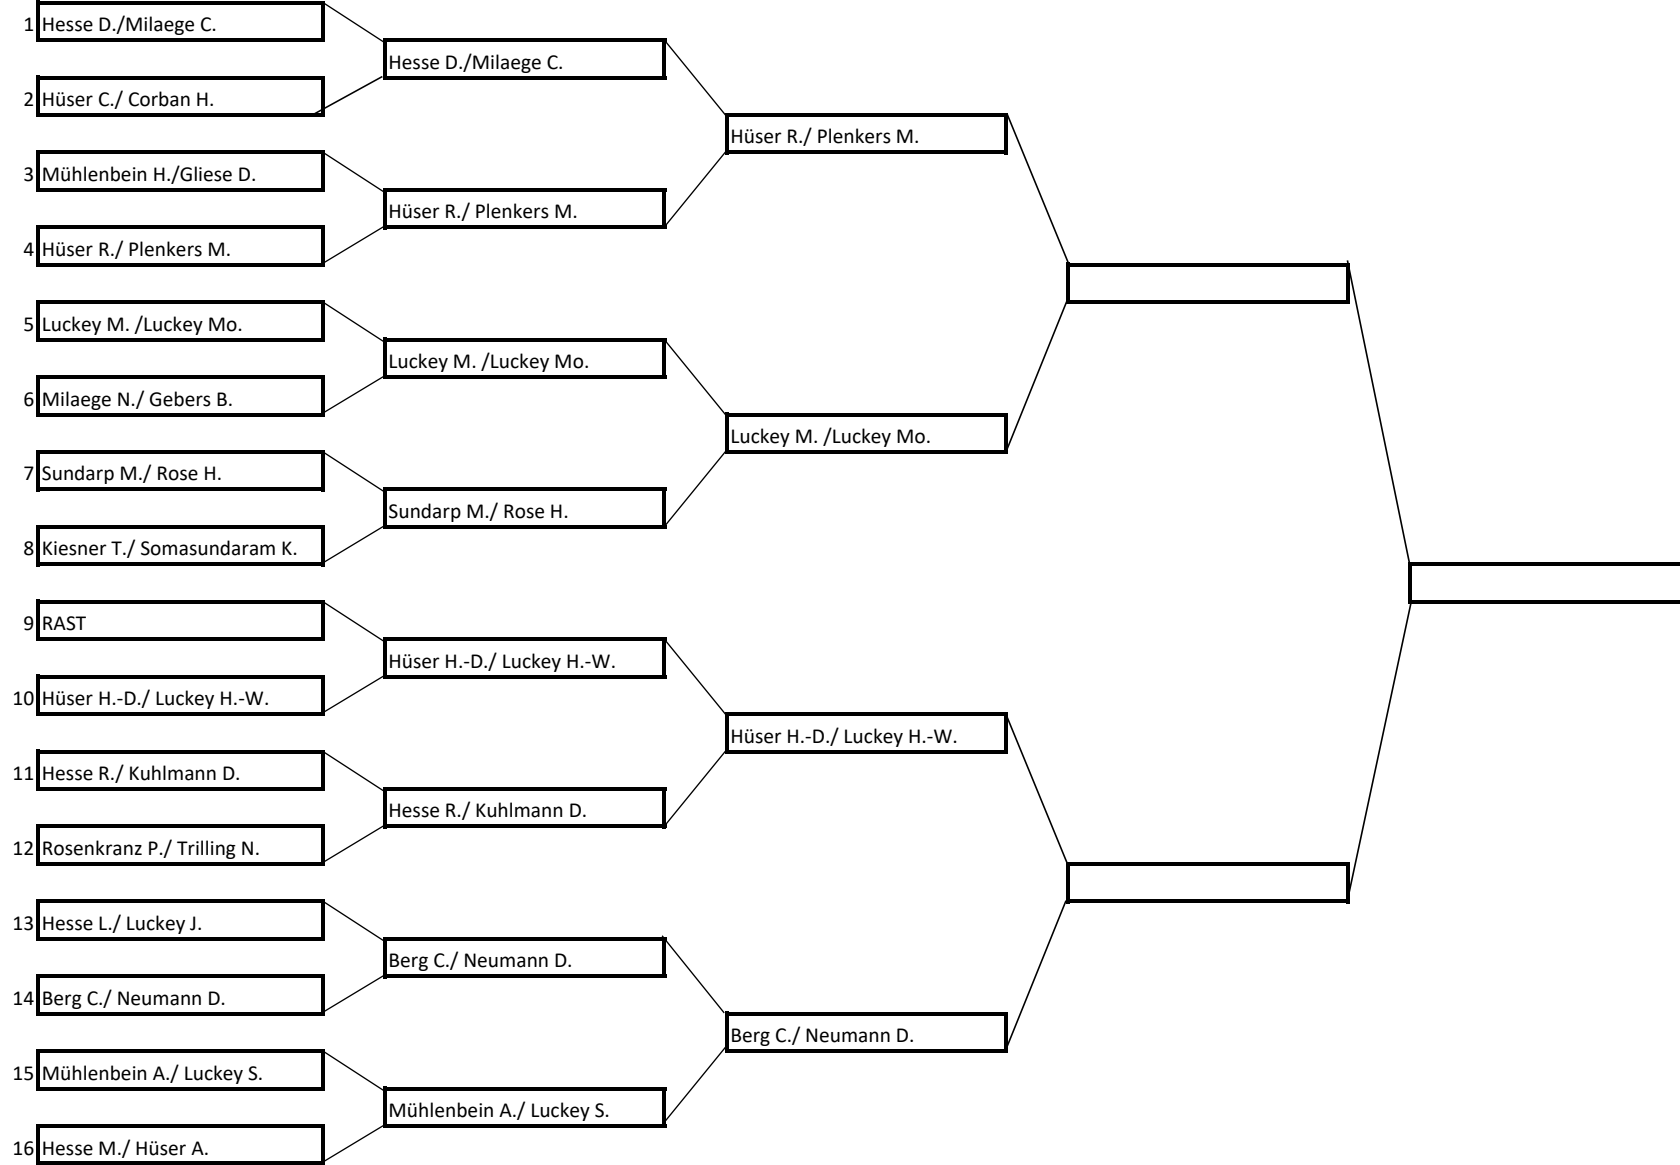 1 Hesse D./Milaege C.
2 Hüser C./ Corban H.
3 Mühlenbein H./Gliese D.
4 Hüser R./ Plenkers M.
5 Luckey M. /Luckey Mo.
6 Milaege N./ Gebers B.
7 Sundarp M./ Rose H.
8 Kiesner T./ Somasundaram K.
9 RAST
10 Hüser H.-D./ Luckey H.-W.
11 Hesse R./ Kuhlmann D.
12 Rosenkranz P./ Trilling N.
13 Hesse L./ Luckey J.
14 Berg C./ Neumann D.
15 Mühlenbein A./ Luckey S.
16 Hesse M./ Hüser A.
Hesse D./Milaege C.
Hüser R./ Plenkers M.
Luckey M. /Luckey Mo.
Sundarp M./ Rose H.
Hüser H.-D./ Luckey H.-W.
Hesse R./ Kuhlmann D.
Berg C./ Neumann D.
Mühlenbein A./ Luckey S.
Hüser R./ Plenkers M.
Luckey M. /Luckey Mo.
Hüser H.-D./ Luckey H.-W.
Berg C./ Neumann D.